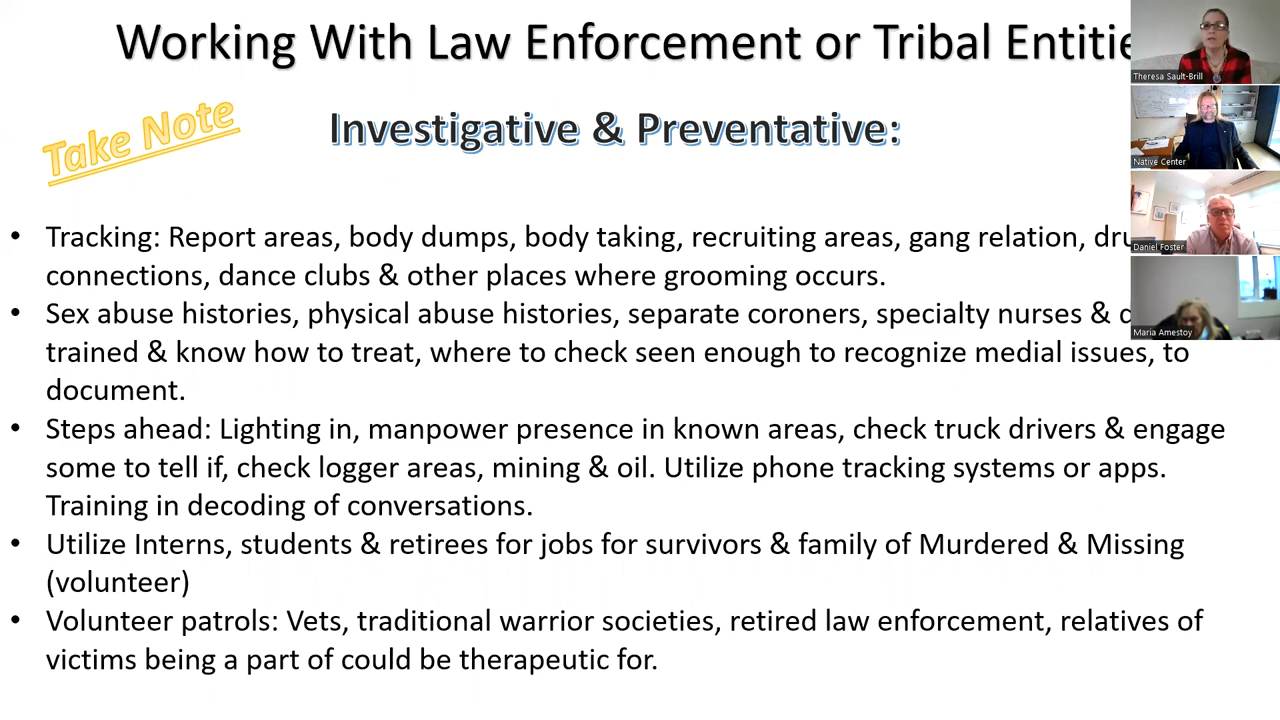 Working With Law Enforcement or Tribal
Take Note
Investigative & Preventative:
• Tracking: Report areas, body dumps, body taking, recruiting areas, gang relation,
connections, dance clubs & other places where grooming occurs.
• Sex abuse histories, physical abuse histories, separate coroners, specialty nurses &
trained & know how to treat, where to check seen enough to recognize medial issues, to
document.
• Steps ahead: Lighting in, manpower presence in known areas, check truck drivers & engage
some to tell if, check logger areas, mining & oil. Utilize phone tracking systems or apps.
Training in decoding of conversations.
• Utilize Interns, students & retirees for jobs for survivors & family of Murdered & Missing
(volunteer)
• Volunteer patrols: Vets, traditional warrior societies, retired law enforcement, relatives of
victims being a part of could be therapeutic for.
Theresa Sault-Brill
Native Center
Daniel Foster
Maria Amestoy